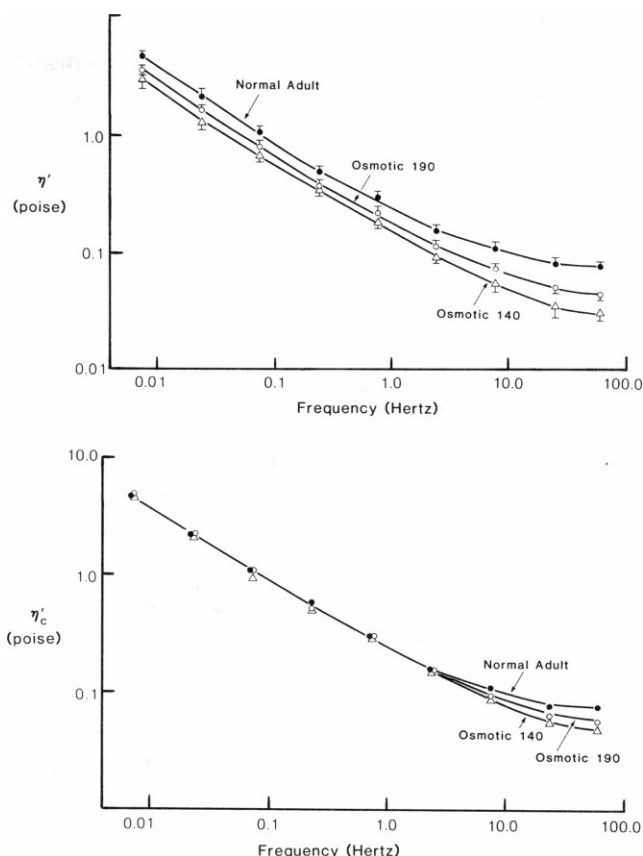 Normal Adult
1.0
η′
(poise)
Osmotic 190
0.1
Osmotic 140
0.01
0.01
0.1
1.0
10.0
100.0
Frequency (Hertz)
10.0
1.0
η′c
(poise)
Normal Adult
0.1
Osmotic 140
Osmotic 190
0.01
0.1
1.0
10.0
100.0
Frequency (Hertz)